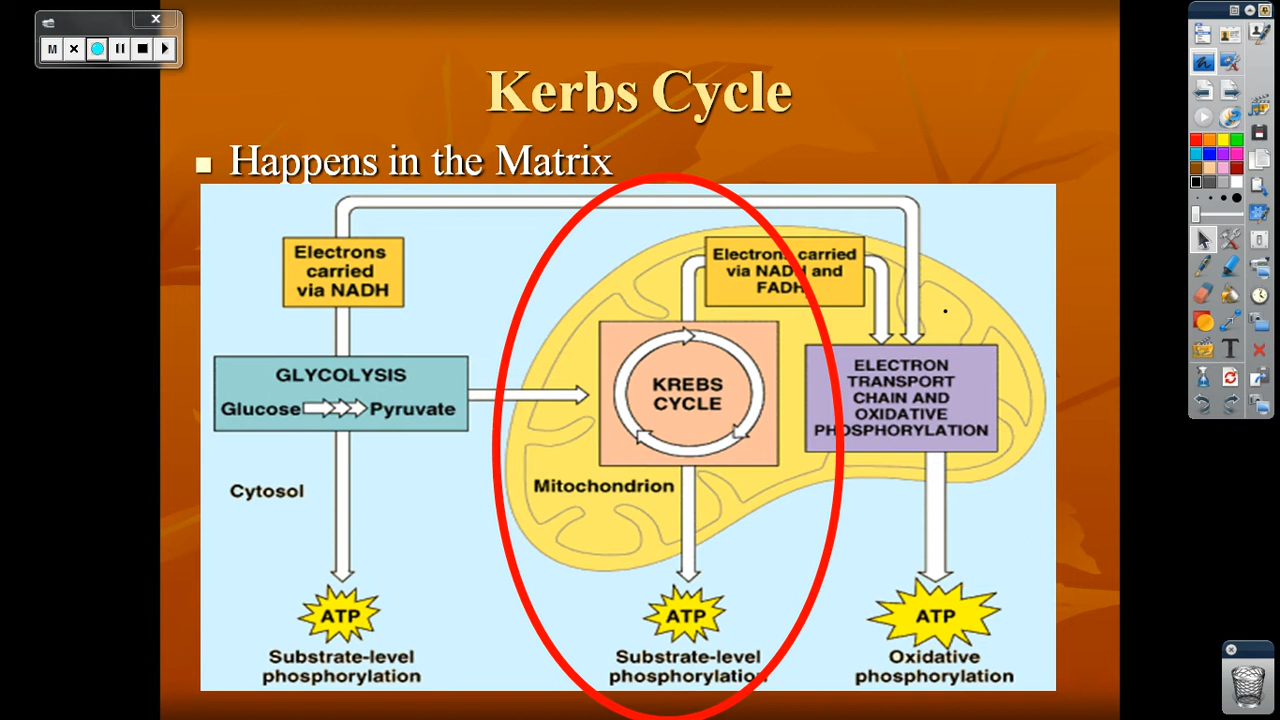 Kerbs Cycle
Happens in the Matrix
Electrons
carried
via NADH
Electrons carried
via NADH and
FADH
GLYCOLYSIS
Glucose Pyruvate
KREBS
CYCLE
ELECTRON
TRANSPORT
CHAIN AND
OXIDATIVE
PHOSPHORYLATION
Cytosol
Mitochondrion
ATP
ATP
ATP
Substrate-level
phosphorylation
Substrate-level
phosphorylation
Oxidative
phosphorylation
M
T